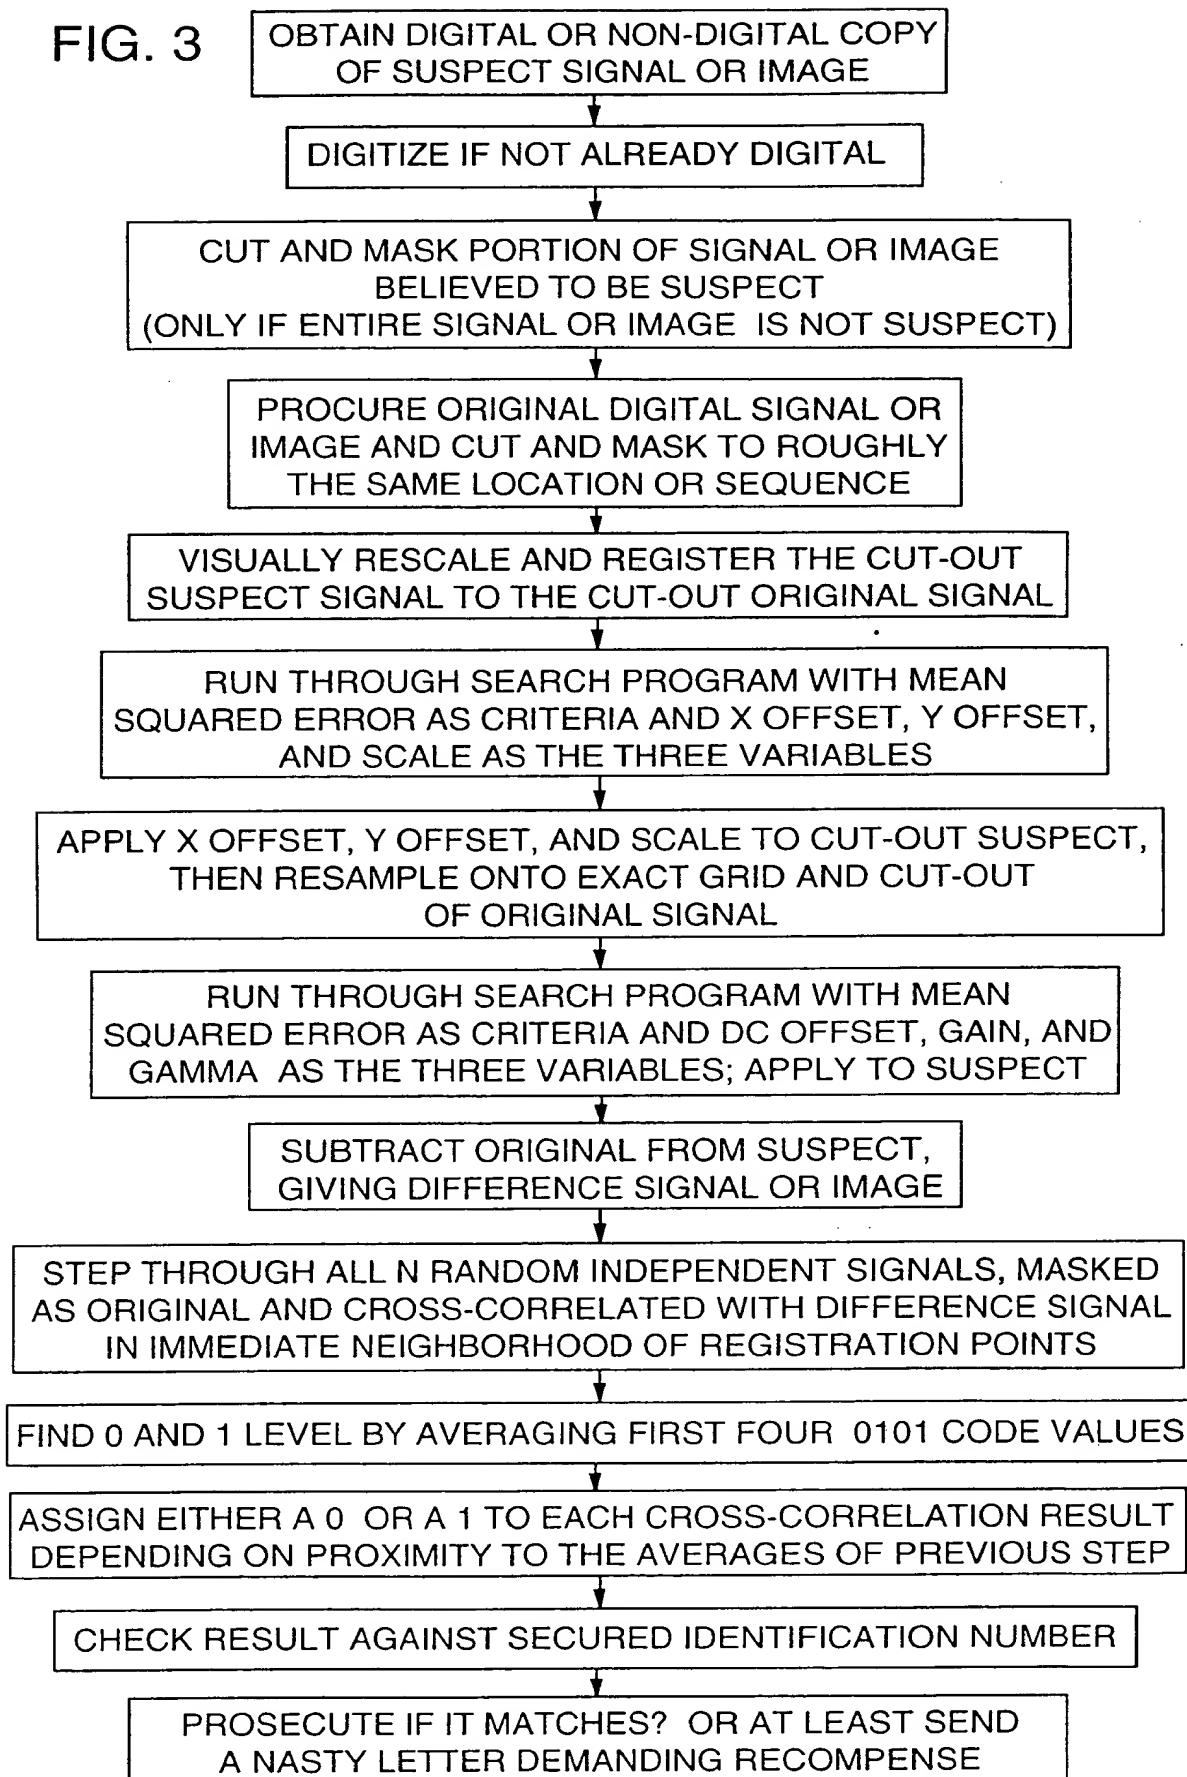 FIG. 3
OBTAIN DIGITAL OR NON-DIGITAL COPY
OF SUSPECT SIGNAL OR IMAGE
DIGITIZE IF NOT ALREADY DIGITAL
CUT AND MASK PORTION OF SIGNAL OR IMAGE
BELIEVED TO BE SUSPECT
(ONLY IF ENTIRE SIGNAL OR IMAGE IS NOT SUSPECT)
PROCURE ORIGINAL DIGITAL SIGNAL OR
IMAGE AND CUT AND MASK TO ROUGHLY
THE SAME LOCATION OR SEQUENCE
VISUALLY RESCALE AND REGISTER THE CUT-OUT
SUSPECT SIGNAL TO THE CUT-OUT ORIGINAL SIGNAL
RUN THROUGH SEARCH PROGRAM WITH MEAN
SQUARED ERROR AS CRITERIA AND X OFFSET, Y OFFSET,
AND SCALE AS THE THREE VARIABLES
APPLY X OFFSET, Y OFFSET, AND SCALE TO CUT-OUT SUSPECT,
THEN RESAMPLE ONTO EXACT GRID AND CUT-OUT
OF ORIGINAL SIGNAL
RUN THROUGH SEARCH PROGRAM WITH MEAN
SQUARED ERROR AS CRITERIA AND DC OFFSET, GAIN, AND
GAMMA AS THE THREE VARIABLES; APPLY TO SUSPECT
SUBTRACT ORIGINAL FROM SUSPECT,
GIVING DIFFERENCE SIGNAL OR IMAGE
STEP THROUGH ALL N RANDOM INDEPENDENT SIGNALS, MASKED
AS ORIGINAL AND CROSS-CORRELATED WITH DIFFERENCE SIGNAL
IN IMMEDIATE NEIGHBORHOOD OF REGISTRATION POINTS
FIND 0 AND 1 LEVEL BY AVERAGING FIRST FOUR 0101 CODE VALUES
ASSIGN EITHER A 0 OR A 1 TO EACH CROSS-CORRELATION RESULT
DEPENDING ON PROXIMITY TO THE AVERAGES OF PREVIOUS STEP
CHECK RESULT AGAINST SECURED IDENTIFICATION NUMBER
PROSECUTE IF IT MATCHES? OR AT LEAST SEND
A NASTY LETTER DEMANDING RECOMPENSE